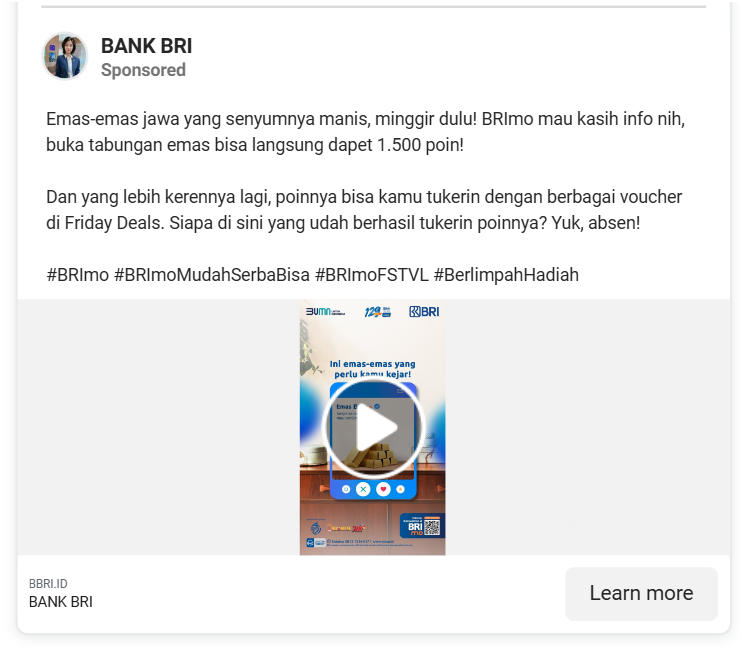 BANK BRI
Sponsored
Emas-emas jawa yang senyumnya manis, minggir dulu! BRImo mau kasih info nih,
buka tabungan emas bisa langsung dapet 1.500 poin!
Dan yang lebih kerennya lagi, poinnya bisa kamu tukerin dengan berbagai voucher
di Friday Deals. Siapa di sini yang udah berhasil tukerin poinnya? Yuk, absen!
#BRImo #BRImoMudahSerbaBisa #BRImoFSTVL #BerlimpahHadiah
BUMN
129
BRI
Ini emas-emas yang
perlu kamu kejar!
Emas
BRI
mo
BBRI.ID
BANK BRI
Learn more